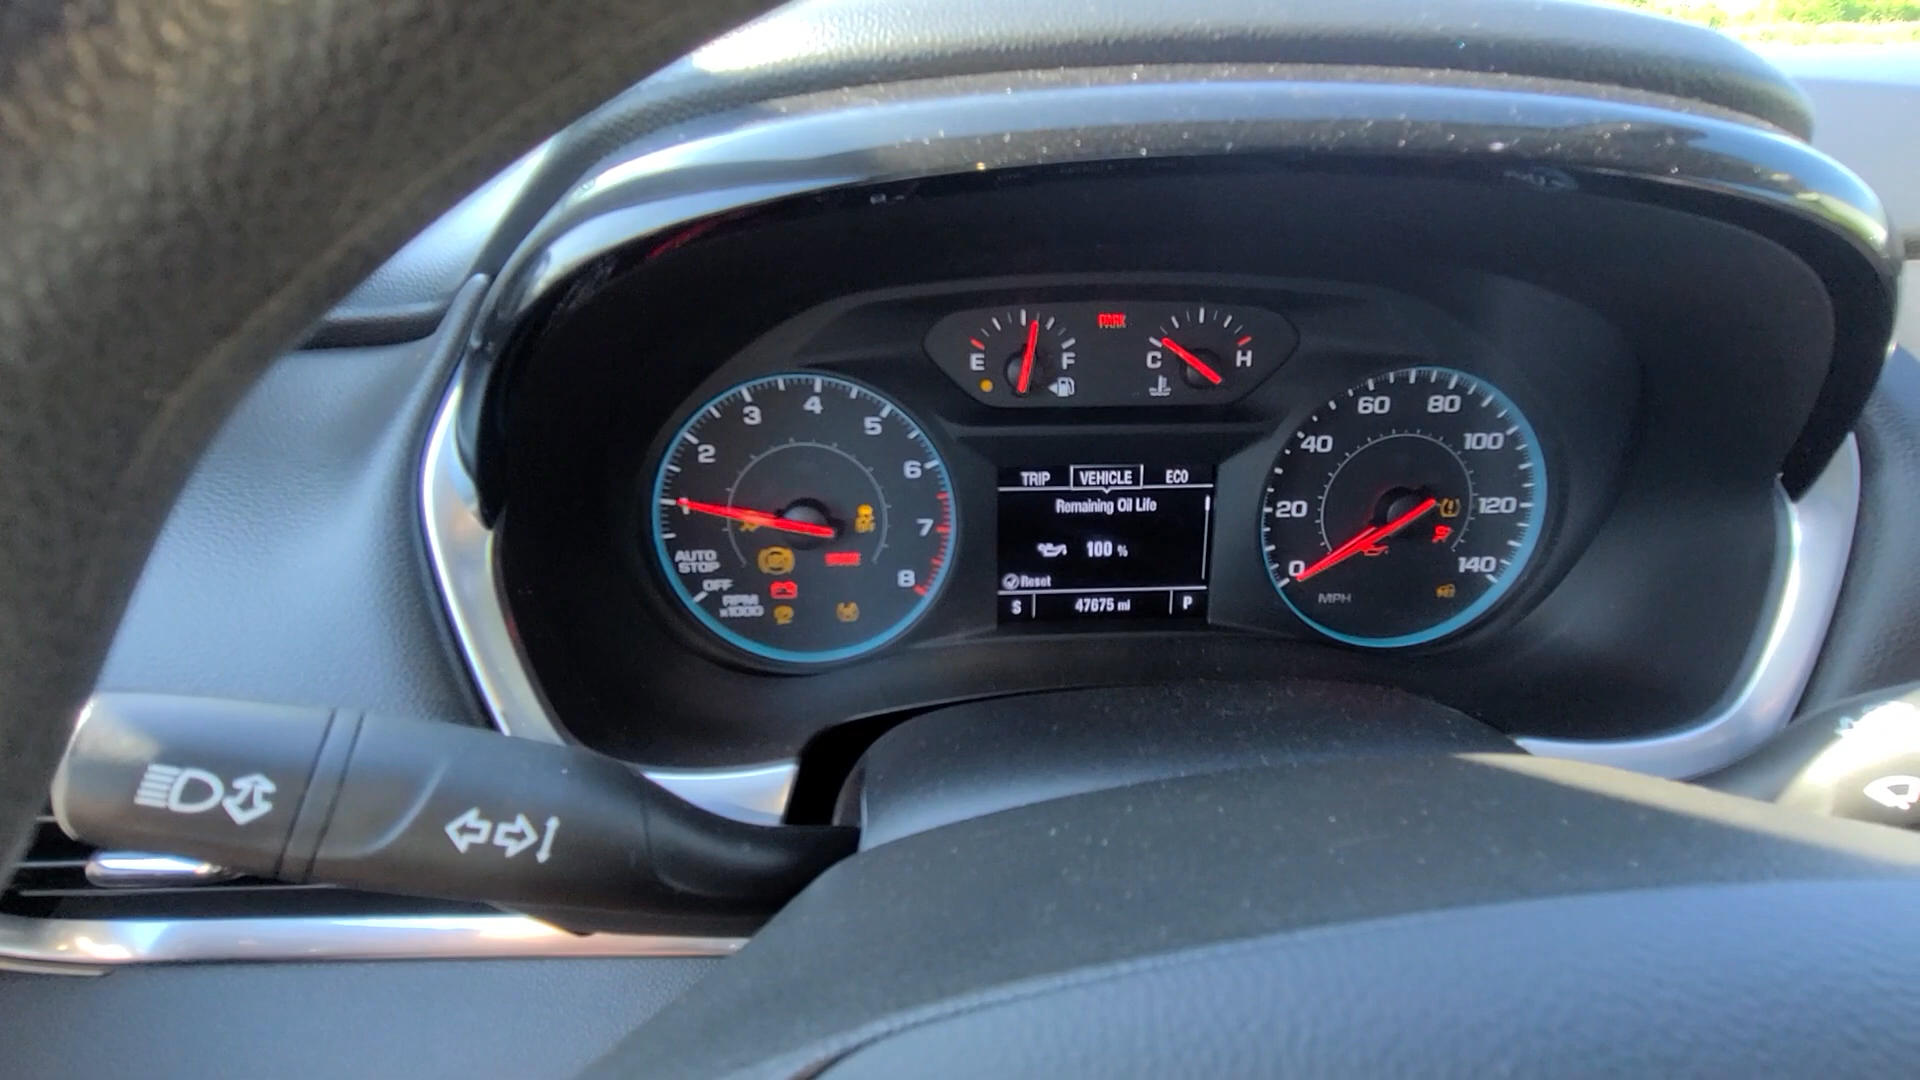 PARK
E F
C H
1 2 3 4 5 6 7 8
AUTO
STOP
OFF
RPM
x1000
TRIP VEHICLE ECO
Remaining Oil Life
100 %
Reset
S 47675 mi P
0 20 40 60 80 100 120 140
MPH